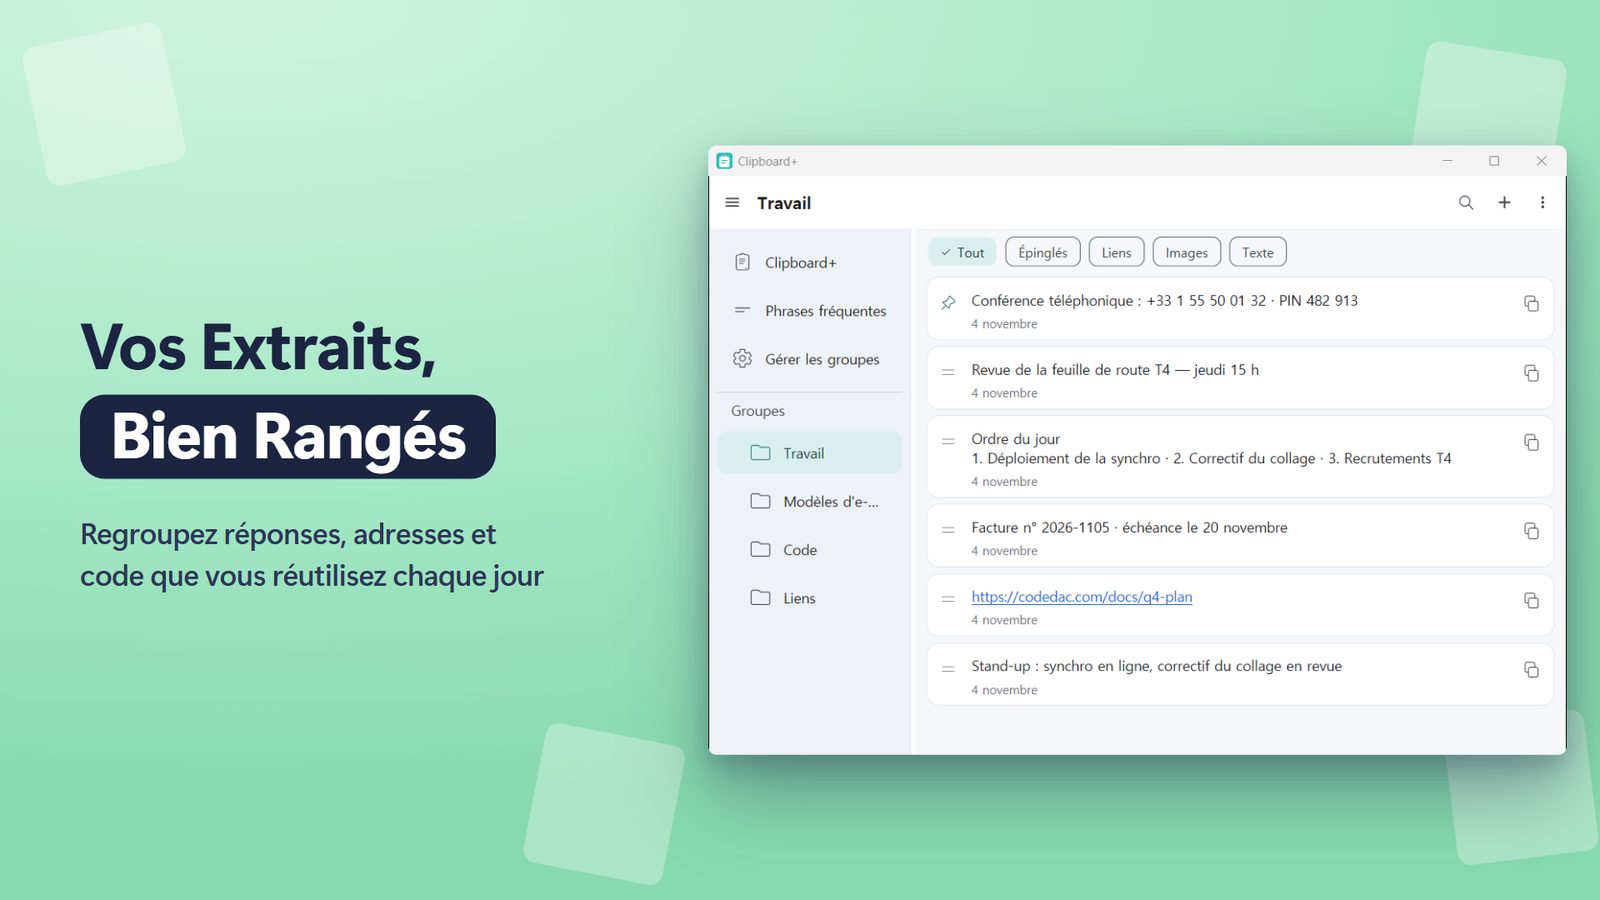 Vos Extraits,
Bien Rangés
Regroupez réponses, adresses et
code que vous réutilisez chaque jour
Clipboard+
Travail
Clipboard+
Phrases fréquentes
Gérer les groupes
Groupes
Travail
Modèles d'e-...
Code
Liens
Tout
Épinglés
Liens
Images
Texte
Conférence téléphonique : +33 1 55 50 01 32 · PIN 482 913
4 novembre
Revue de la feuille de route T4 — jeudi 15 h
4 novembre
Ordre du jour
1. Déploiement de la synchro · 2. Correctif du collage · 3. Recrutements T4
4 novembre
Facture n° 2026-1105 · échéance le 20 novembre
4 novembre
https://codedac.com/docs/q4-plan
4 novembre
Stand-up : synchro en ligne, correctif du collage en revue
4 novembre